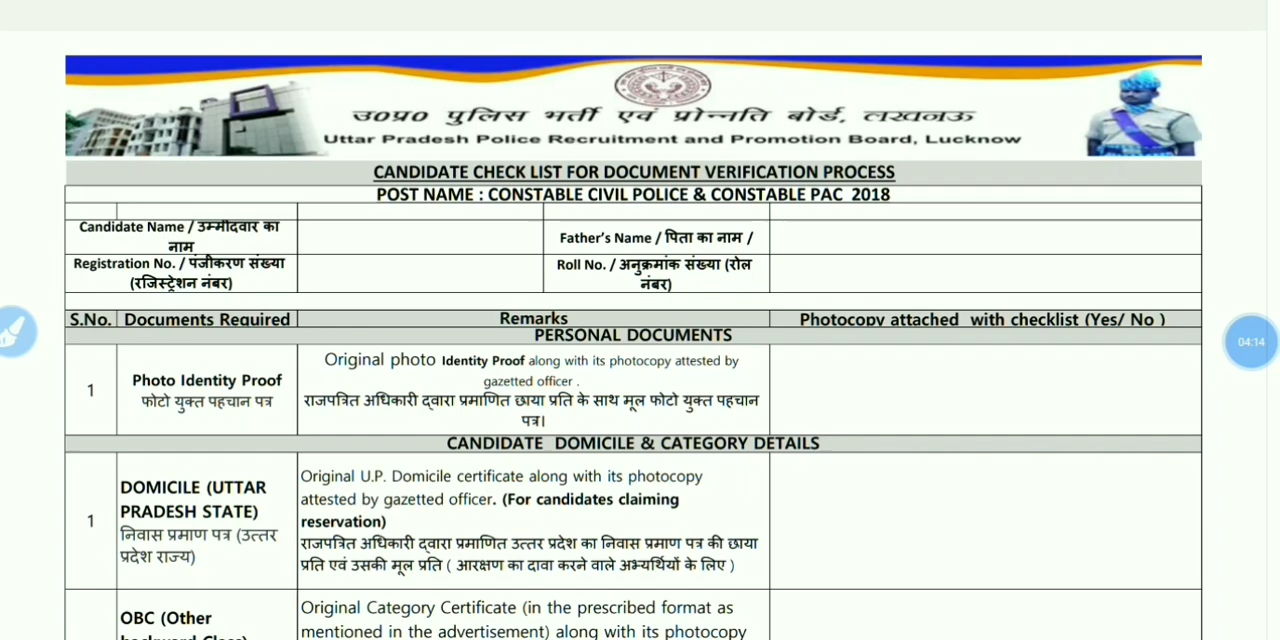 उ०प्र० पुलिस भर्ती एवं प्रोन्नति बोर्ड, लखनऊ
Uttar Pradesh Police Recruitment and Promotion Board, Lucknow
CANDIDATE CHECK LIST FOR DOCUMENT VERIFICATION PROCESS
POST NAME : CONSTABLE CIVIL POLICE & CONSTABLE PAC 2018
Candidate Name / उम्मीदवार का
नाम
Father's Name / पिता का नाम /
Registration No. / पंजीकरण संख्या
(रजिस्ट्रेशन नंबर)
Roll No. / अनुक्रमांक संख्या (रोल
नंबर)
S.No. Documents Required Remarks Photocopy attached with checklist (Yes/ No )
PERSONAL DOCUMENTS
1
Photo Identity Proof
फोटो युक्त पहचान पत्र
Original photo Identity Proof along with its photocopy attested by
gazetted officer .
राजपत्रित अधिकारी द्वारा प्रमाणित छाया प्रति के साथ मूल फोटो युक्त पहचान
पत्र।
04:14
CANDIDATE DOMICILE & CATEGORY DETAILS
1
DOMICILE (UTTAR
PRADESH STATE)
निवास प्रमाण पत्र (उत्तर
प्रदेश राज्य)
Original U.P. Domicile certificate along with its photocopy
attested by gazetted officer. (For candidates claiming
reservation)
राजपत्रित अधिकारी द्वारा प्रमाणित उत्तर प्रदेश का निवास प्रमाण पत्र की छाया
प्रति एवं उसकी मूल प्रति ( आरक्षण का दावा करने वाले अभ्यर्थियों के लिए )
OBC (Other
backward Class)
Original Category Certificate (in the prescribed format as
mentioned in the advertisement) along with its photocopy